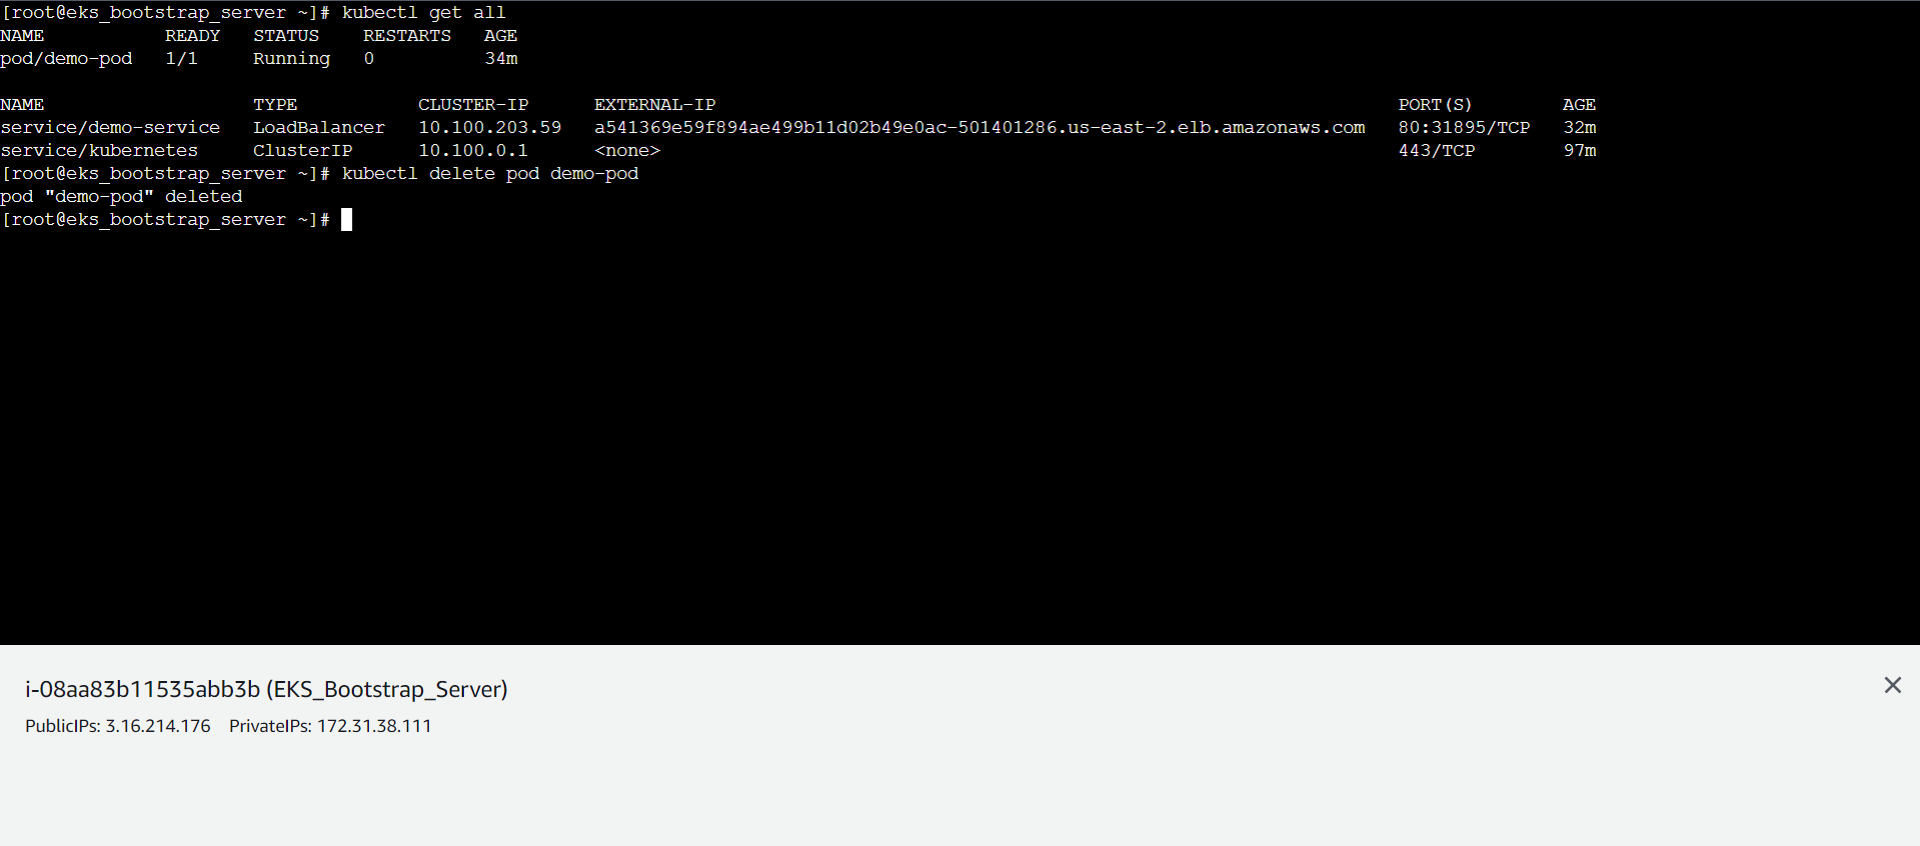 [root@eks_bootstrap_server ~]# kubectl get all
NAME READY STATUS RESTARTS AGE
pod/demo-pod 1/1 Running 0 34m
NAME TYPE CLUSTER-IP EXTERNAL-IP PORT(S) AGE
service/demo-service LoadBalancer 10.100.203.59 a541369e59f894ae499b11d02b49e0ac-501401286.us-east-2.elb.amazonaws.com 80:31895/TCP 32m
service/kubernetes ClusterIP 10.100.0.1 <none> 443/TCP 97m
[root@eks_bootstrap_server ~]# kubectl delete pod demo-pod
pod "demo-pod" deleted
[root@eks_bootstrap_server ~]#
i-08aa83b11535abb3b (EKS_Bootstrap_Server)
PublicIPs: 3.16.214.176 PrivateIPs: 172.31.38.111